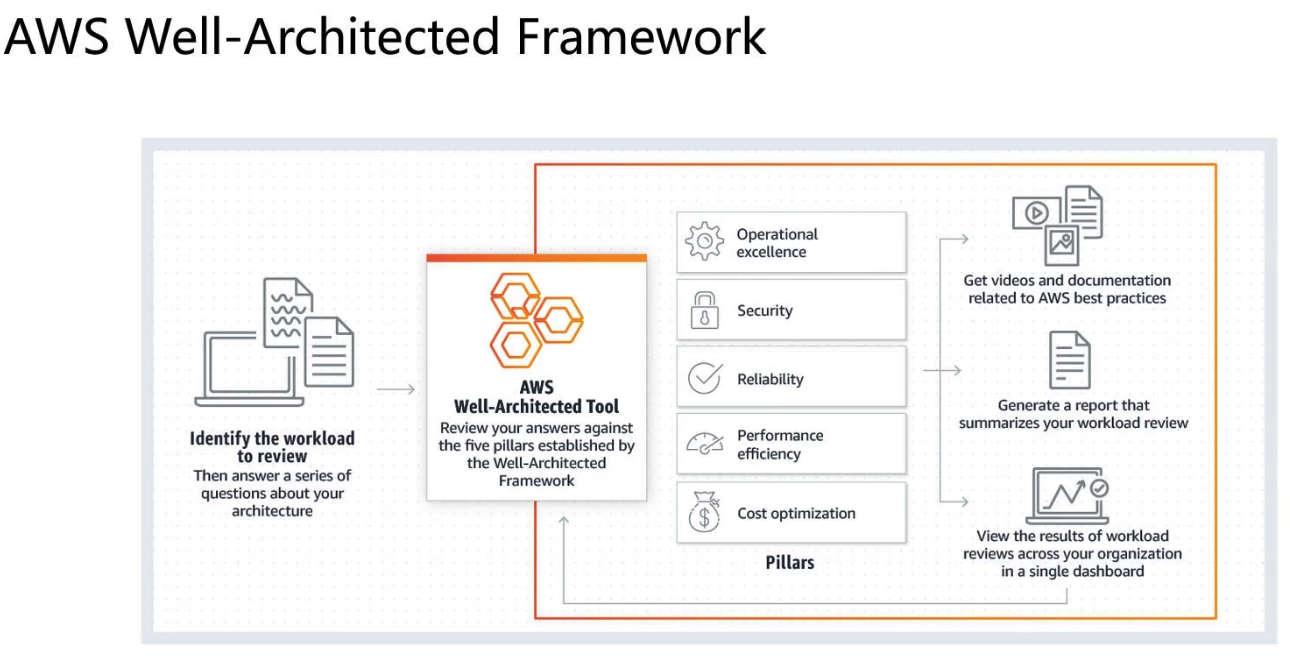 AWS Well-Architected Framework
Identify the workload
to review
Then answer a series of
questions about your
architecture
AWS
Well-Architected Tool
Review your answers against
the five pillars established by
the Well-Architected
Framework
Operational
excellence
Security
Reliability
Performance
efficiency
$
Cost optimization
Pillars
Get videos and documentation
related to AWS best practices
Generate a report that
summarizes your workload review
View the results of workload
reviews across your organization
in a single dashboard